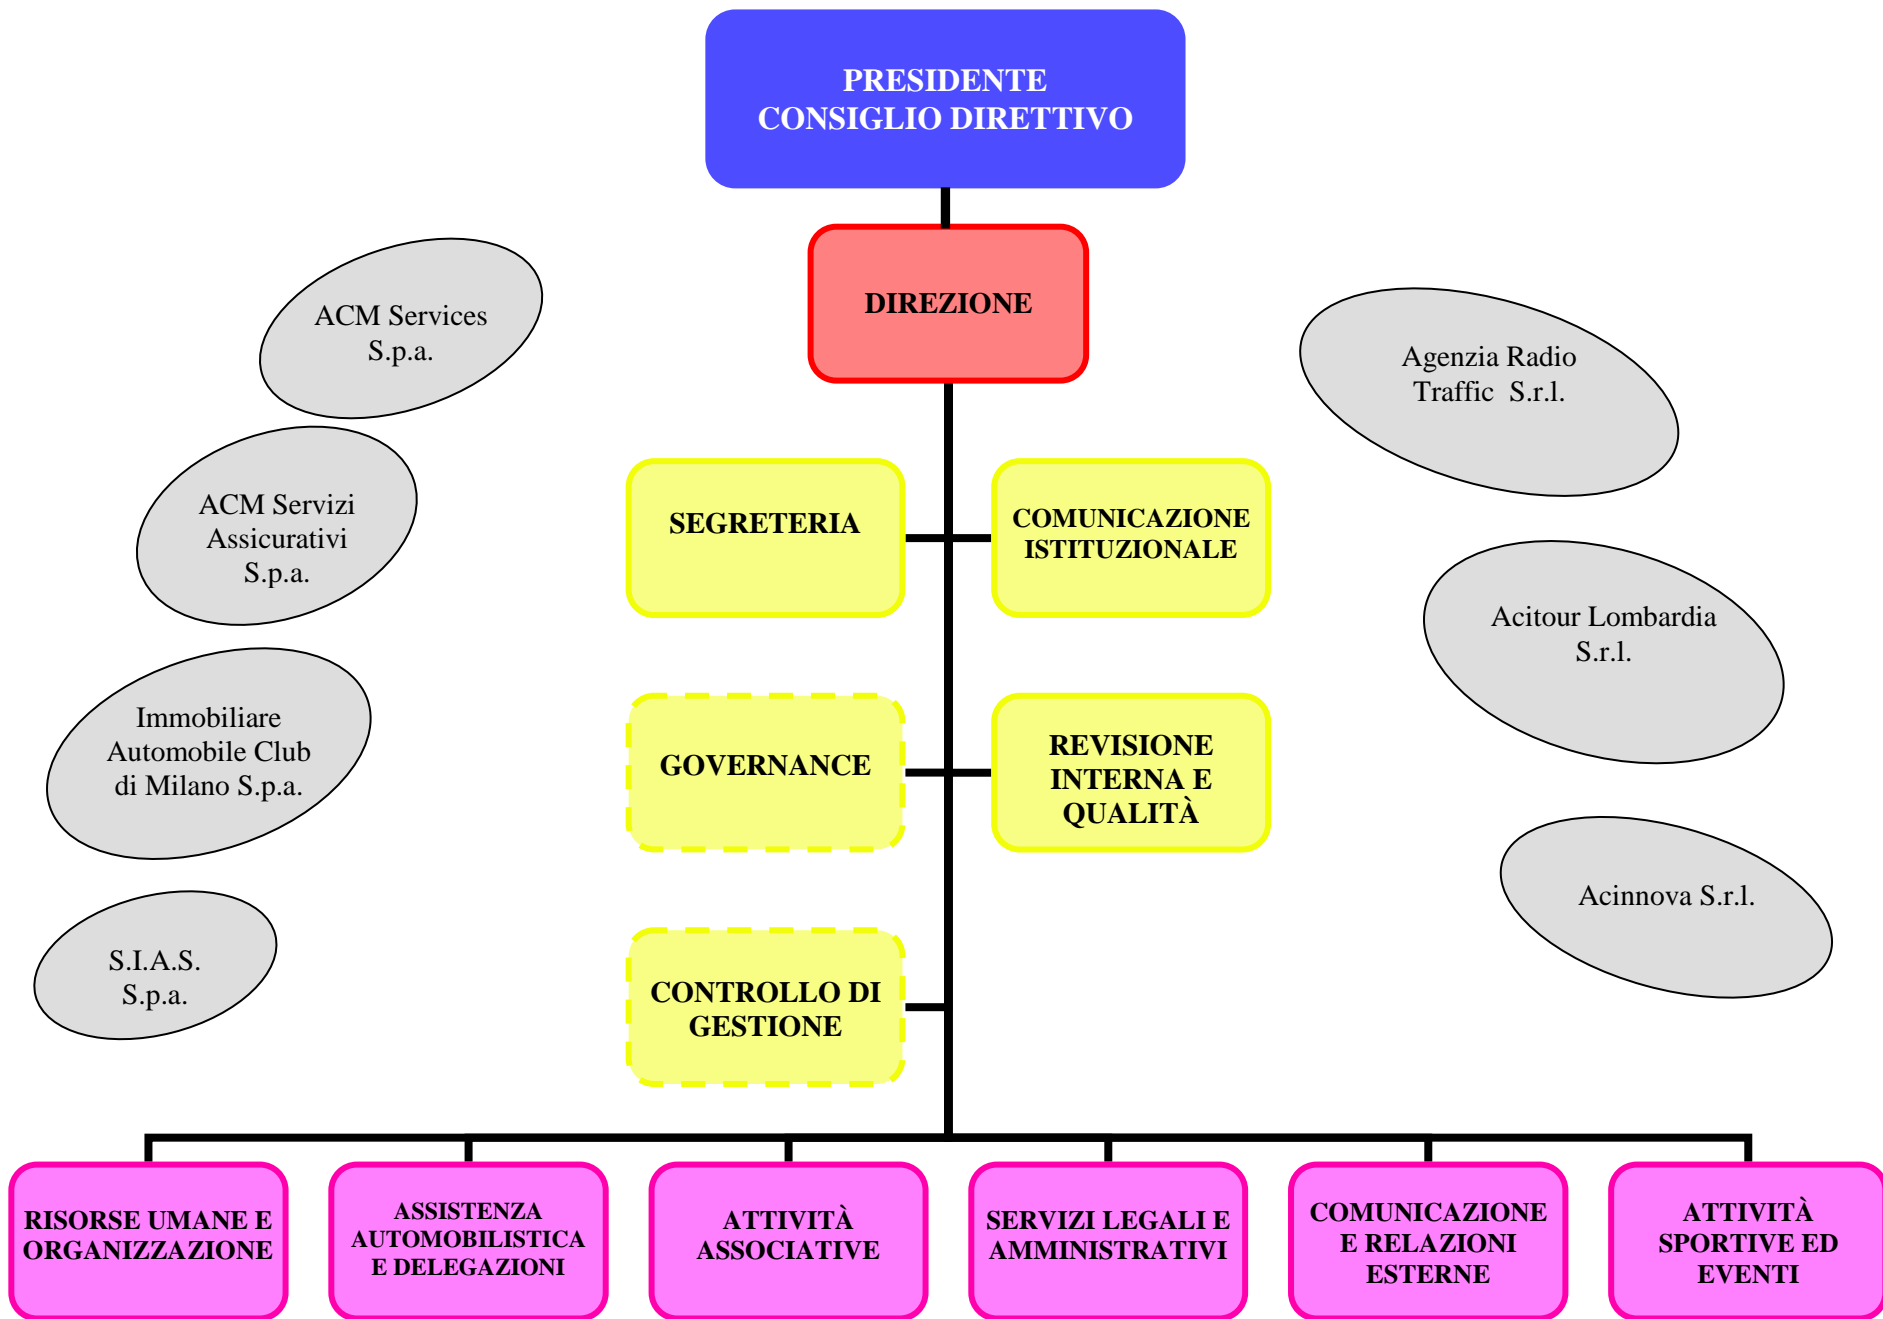 PRESIDENTE
CONSIGLIO DIRETTIVO
DIREZIONE
ACM Services
S.p.a.
Agenzia Radio
Traffic  S.r.l.
ACM Servizi
Assicurativi
S.p.a.
SEGRETERIA
COMUNICAZIONE
ISTITUZIONALE
Acitour Lombardia
S.r.l.
Immobiliare
Automobile Club
di Milano S.p.a.
GOVERNANCE
REVISIONE
INTERNA E
QUALITÀ
Acinnova S.r.l.
S.I.A.S.
S.p.a.
CONTROLLO DI
GESTIONE
RISORSE UMANE E
ORGANIZZAZIONE
ASSISTENZA
AUTOMOBILISTICA
E DELEGAZIONI
ATTIVITÀ
ASSOCIATIVE
SERVIZI LEGALI E
AMMINISTRATIVI
COMUNICAZIONE
E RELAZIONI
ESTERNE
ATTIVITÀ
SPORTIVE ED
EVENTI